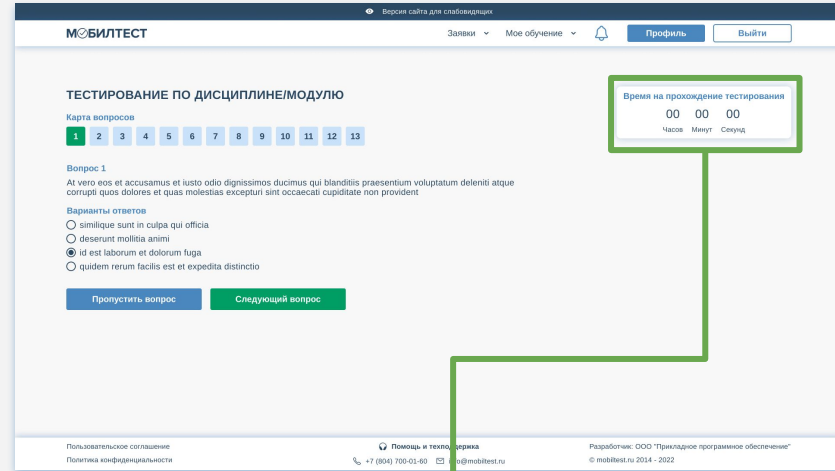 Версия сайта для слабовидящих
МОБИЛТЕСТ
Заявки Мое обучение Профиль Выйти
ТЕСТИРОВАНИЕ ПО ДИСЦИПЛИНЕ/МОДУЛЮ
Время на прохождение тестирования
00 00 00
Часов Минут Секунд
Карта вопросов
1 2 3 4 5 6 7 8 9 10 11 12 13
Вопрос 1
At vero eos et accusamus et iusto odio dignissimos ducimus qui blanditiis praesentium voluptatum deleniti atque
corrupti quos dolores et quas molestias excepturi sint occaecati cupiditate non provident
Варианты ответов
similique sunt in culpa qui officia
deserunt mollitia animi
id est laborum et dolorum fuga
quidem rerum facilis est et expedita distinctio
Пропустить вопрос Следующий вопрос
Пользовательское соглашение
Помощь и
Разработчик: ООО "Прикладное программное обеспечение"
Политика конфиденциальности
+7 (804) 700-01-60
© mobiltest.ru 2014 - 2022